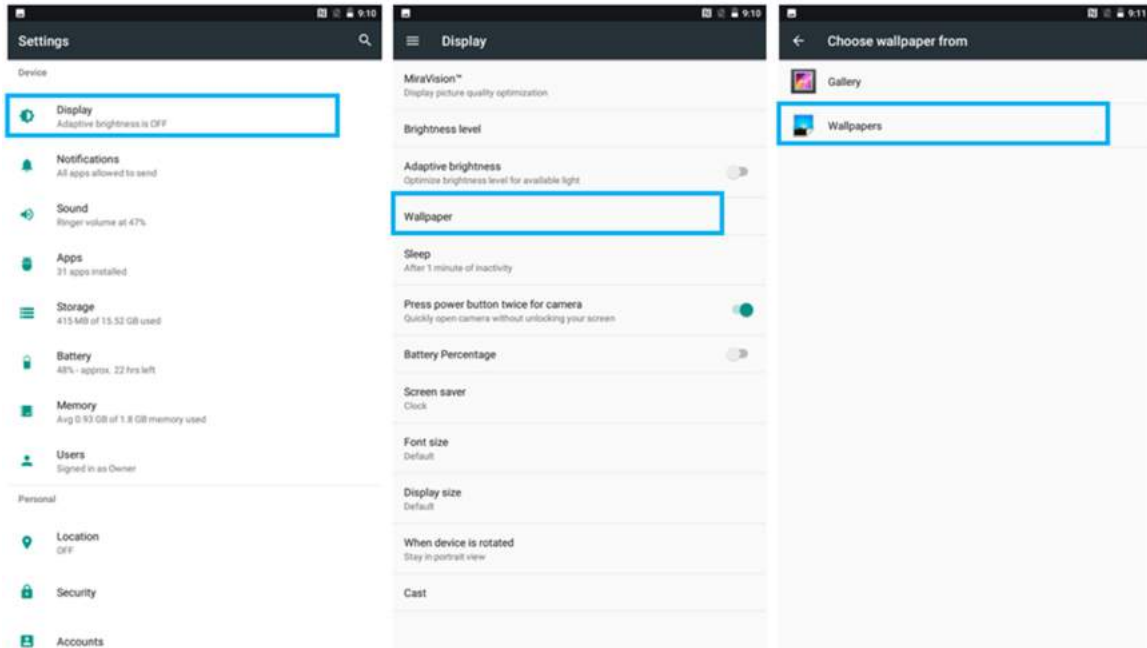 9:10
Settings
Device
Display
Adaptive brightness is OFF
Notifications
All apps allowed to send
Sound
Ringer volume at 47%
Apps
31 apps installed
Storage
415 MB of 15.52 GB used
Battery
48% - approx. 22 hrs left
Memory
Avg 0.93 GB of 1.8 GB memory used
Users
Signed in as Owner
Personal
Location
OFF
Security
Accounts
9:10
Display
MiraVision™
Display picture quality optimization
Brightness level
Adaptive brightness
Optimize brightness level for available light
Wallpaper
Sleep
After 1 minute of inactivity
Press power button twice for camera
Quickly open camera without unlocking your screen
Battery Percentage
Screen saver
Clock
Font size
Default
Display size
Default
When device is rotated
Stay in portrait view
Cast
9:11
Choose wallpaper from
Gallery
Wallpapers